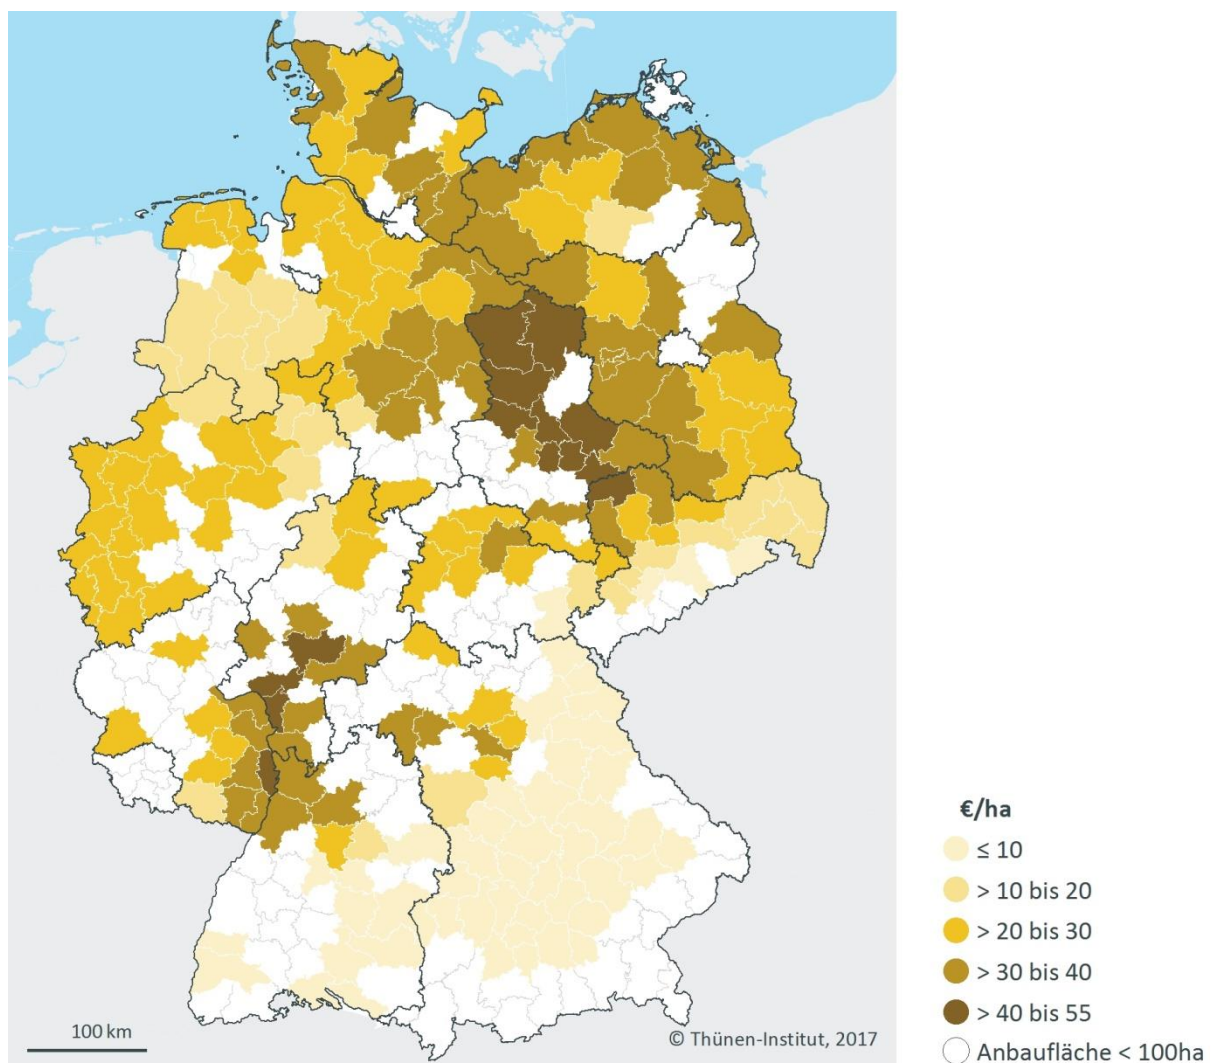 €/ha
≤ 10
> 10 bis 20
> 20 bis 30
> 30 bis 40
> 40 bis 55
Anbaufläche < 100ha
100 km
© Thünen-Institut, 2017